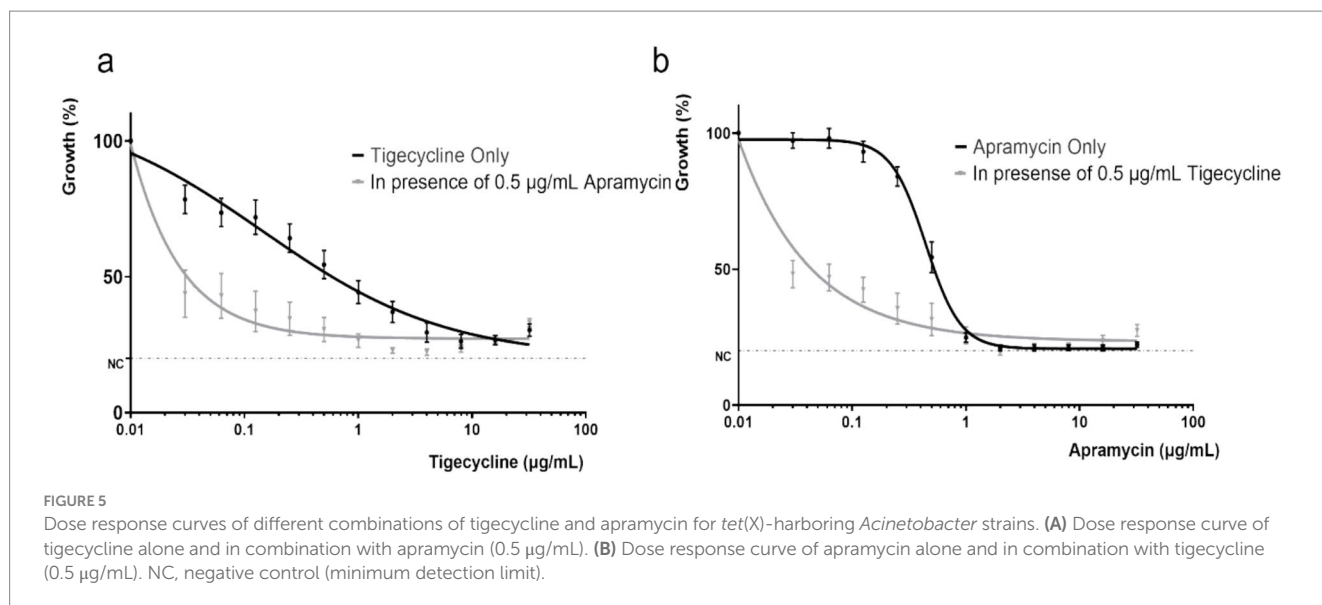 a
Growth (%)
100
50
NC
0
Tigecycline Only
In presence of 0.5 µg/mL Apramycin
0.01
0.1
1
10
100
Tigecycline (µg/mL)
b
Growth (%)
100
50
NC
0
Apramycin Only
In presense of 0.5 µg/mL Tigecycline
0.01
0.1
1
10
100
Apramycin (µg/mL)
FIGURE 5
Dose response curves of different combinations of tigecycline and apramycin for tet(X)-harboring Acinetobacter strains. (A) Dose response curve of
tigecycline alone and in combination with apramycin (0.5 µg/mL). (B) Dose response curve of apramycin alone and in combination with tigecycline
(0.5 µg/mL). NC, negative control (minimum detection limit).